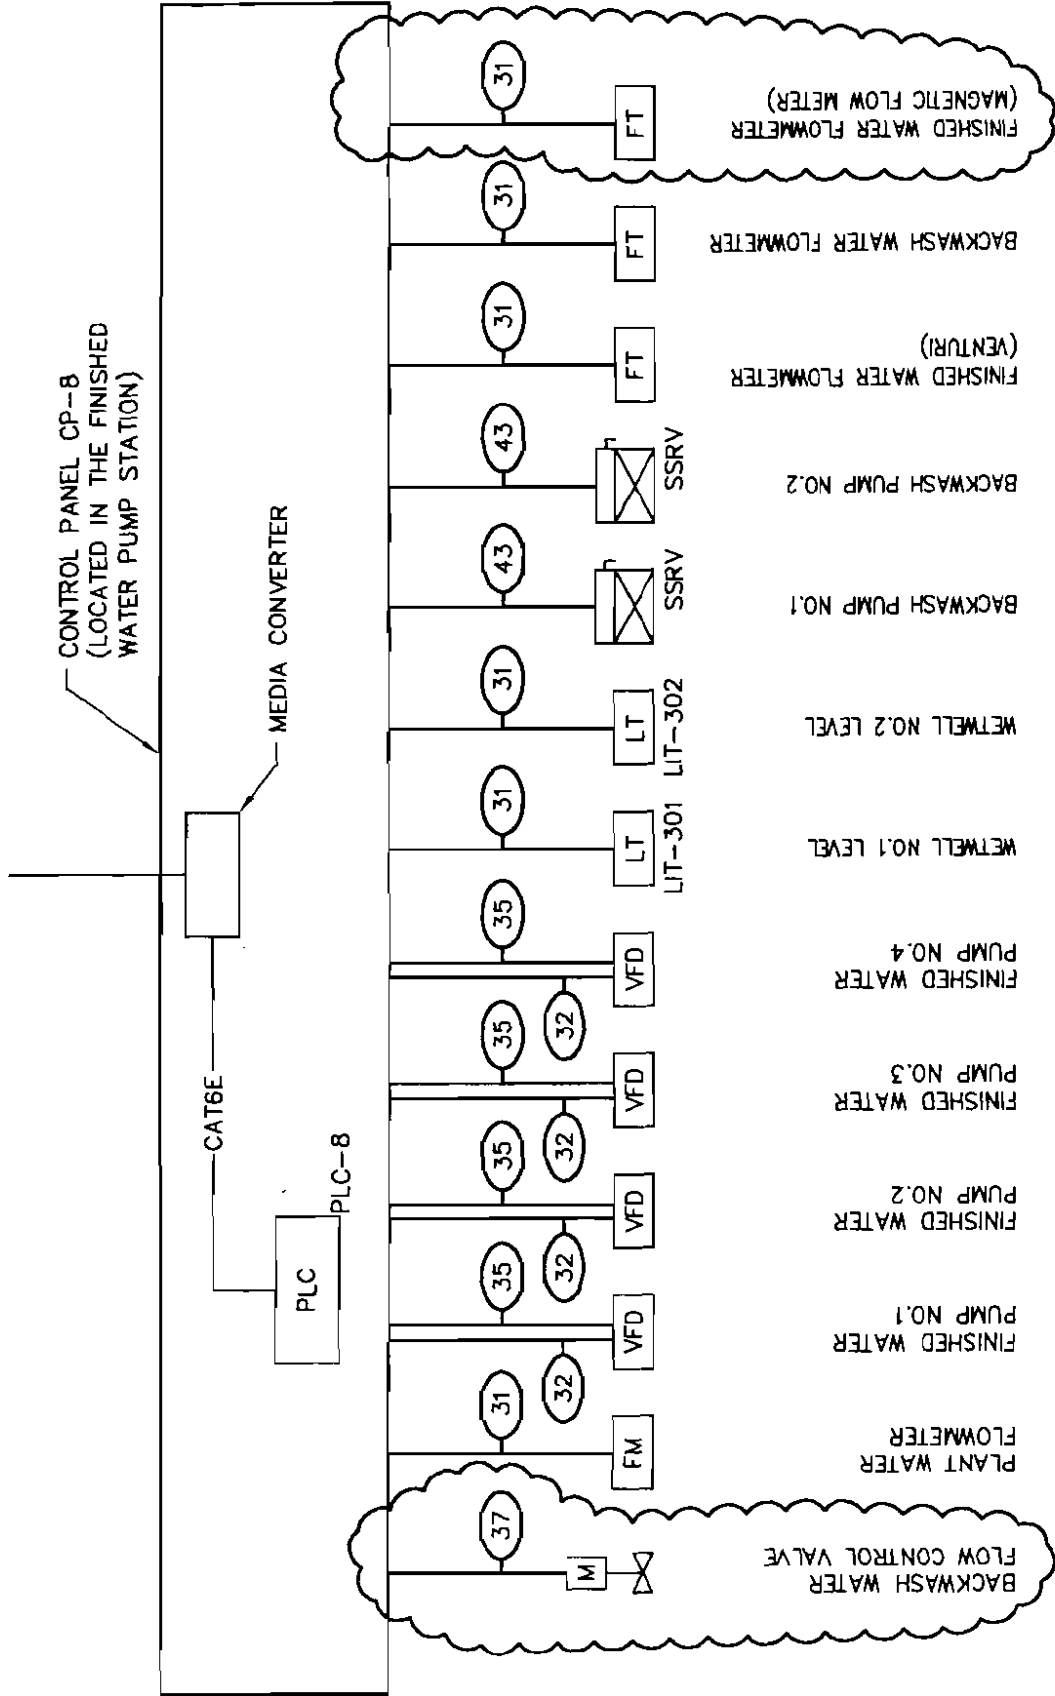 CONTROL PANEL CP-8
(LOCATED IN THE FINISHED
WATER PUMP STATION)
MEDIA CONVERTER
CAT6E
PLC
PLC-8
37
M
BACKWASH WATER
FLOW CONTROL VALVE
31
FM
PLANT WATER
FLOWMETER
35
32
VFD
FINISHED WATER
PUMP NO.1
35
32
VFD
FINISHED WATER
PUMP NO.2
35
32
VFD
FINISHED WATER
PUMP NO.3
35
32
VFD
FINISHED WATER
PUMP NO.4
31
LT
LIT-301
WETWELL NO.1 LEVEL
31
LT
LIT-302
WETWELL NO.2 LEVEL
43
SSRV
BACKWASH PUMP NO.1
43
SSRV
BACKWASH PUMP NO.2
31
FT
FINISHED WATER FLOWMETER
(VENTURI)
31
FT
BACKWASH WATER FLOWMETER
31
FT
FINISHED WATER FLOWMETER
(MAGNETIC FLOW METER)